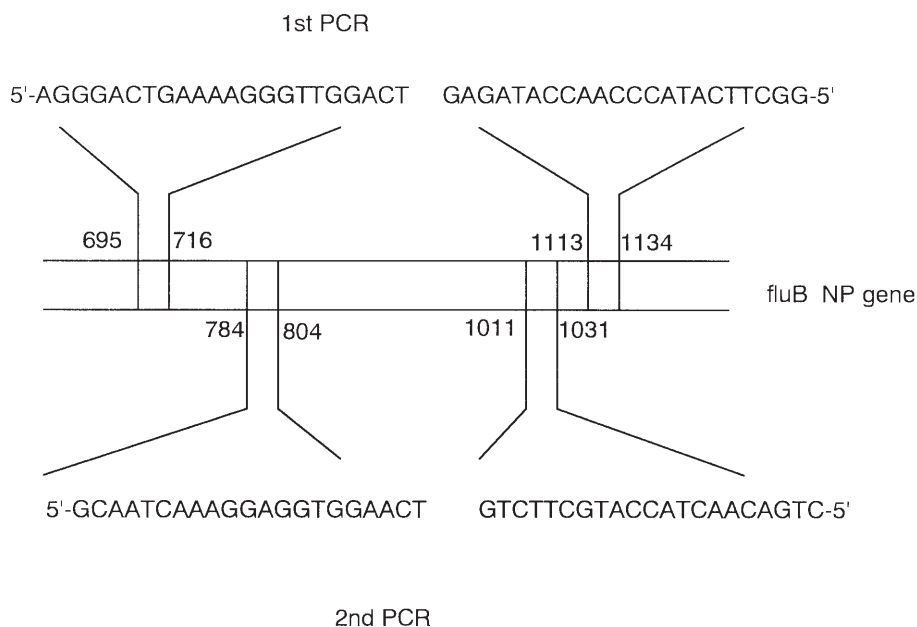 1st PCR
5'-AGGGACTGAAAAGGGTTGGACT GAGATACCAACCCATACTTCGG-5'
695 716 1113 1134
fluB NP gene
784 804 1011 1031
5'-GCAATCAAAGGAGGTGGAACT GTCTTCGTACCATCAACAGTC-5'
2nd PCR